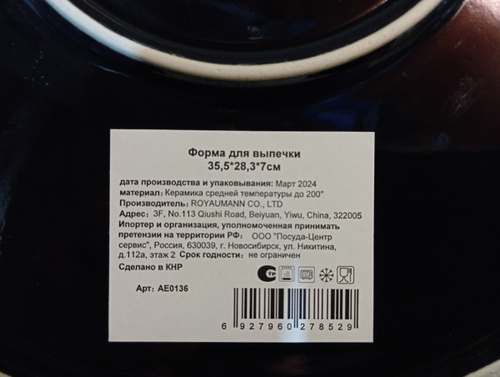 Форма для выпечки
35,5*28,3*7см
дата производства и упаковывания: Март 2024
материал: Керамика средней температуры до 200°
Производитель: ROYAUMANN CO., LTD
Адрес: 3F, No.113 Qiushi Road, Beiyuan, Yiwu, China, 322005
Ипортер и организация, уполномоченная принимать
претензии на территории РФ: ООО "Посуда-Центр
сервис", Россия, 630039, г. Новосибирск, ул. Никитина,
д.112а, этаж 2 Срок годности: не ограничен
Сделано в КНР
Арт: AE0136
6 927960 278529